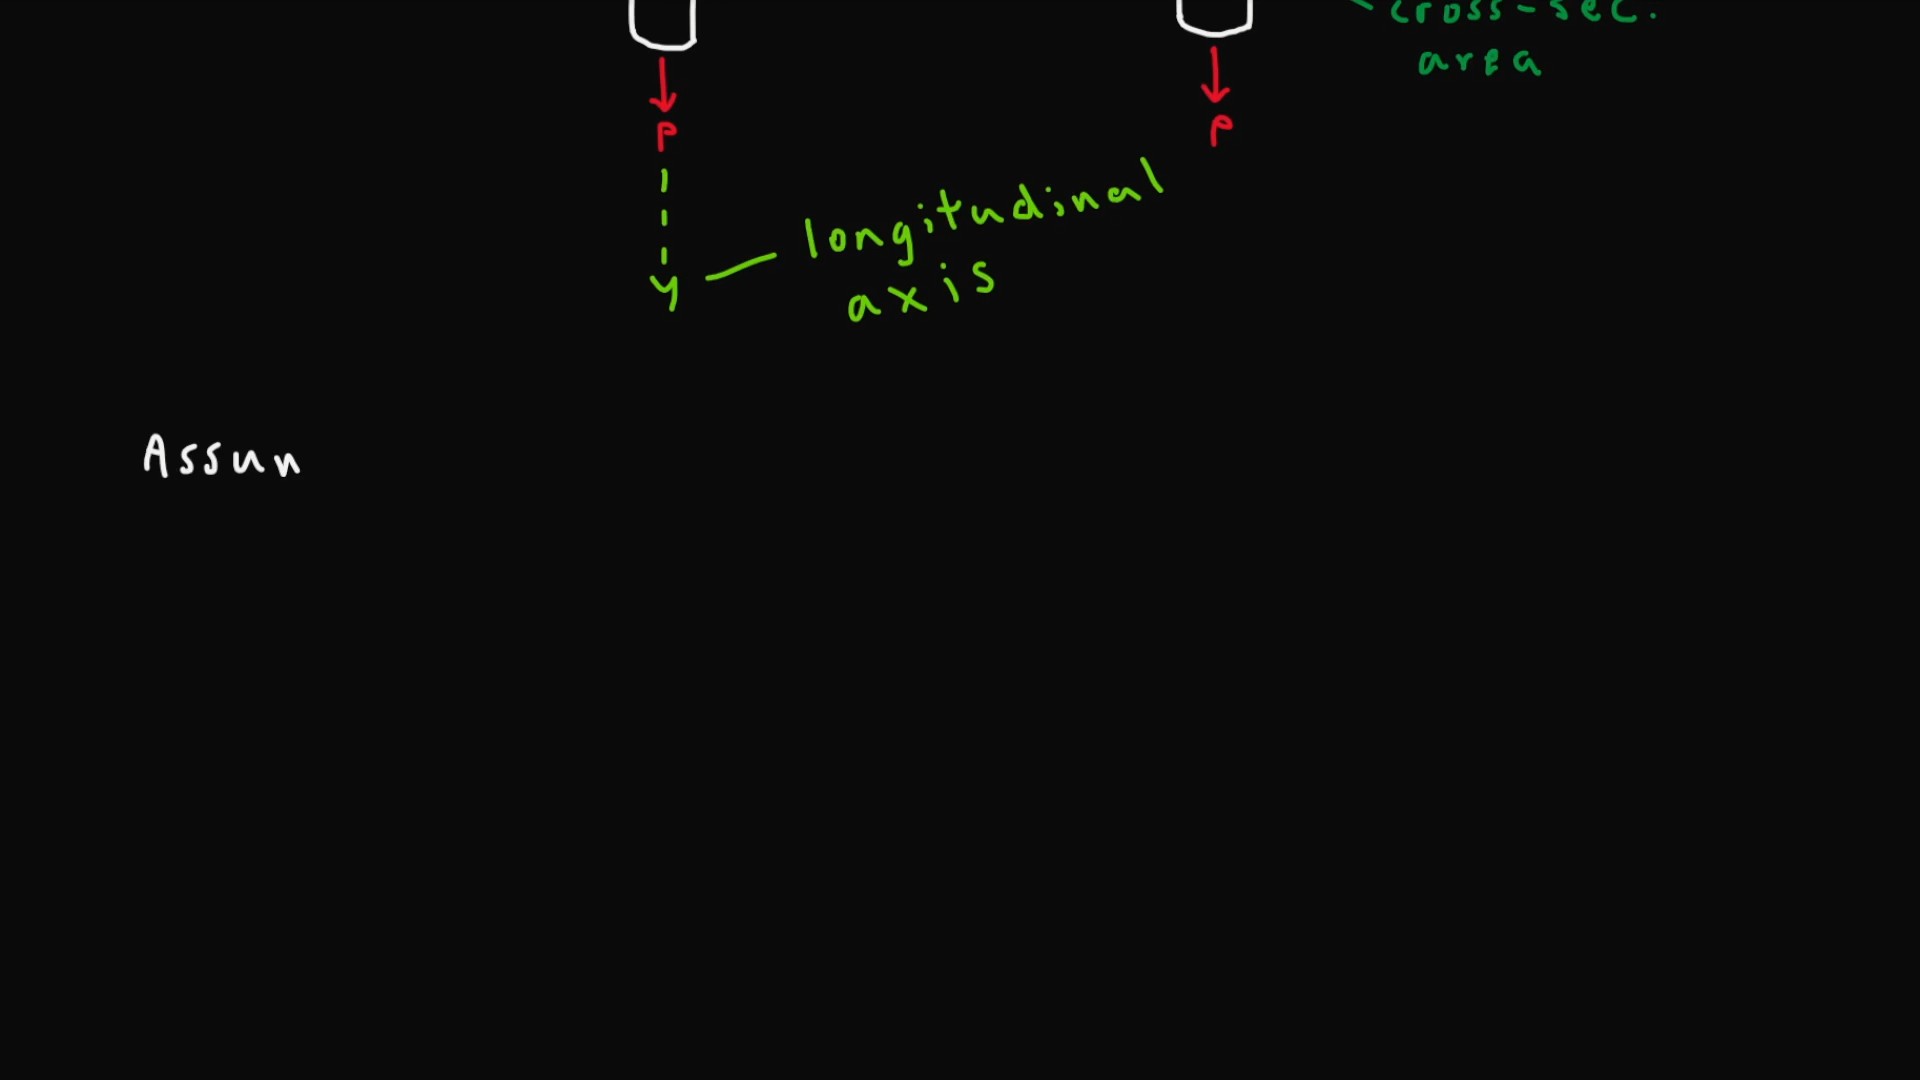 cross-sec.
area
P
P
longitudinal
axis
y
Assun